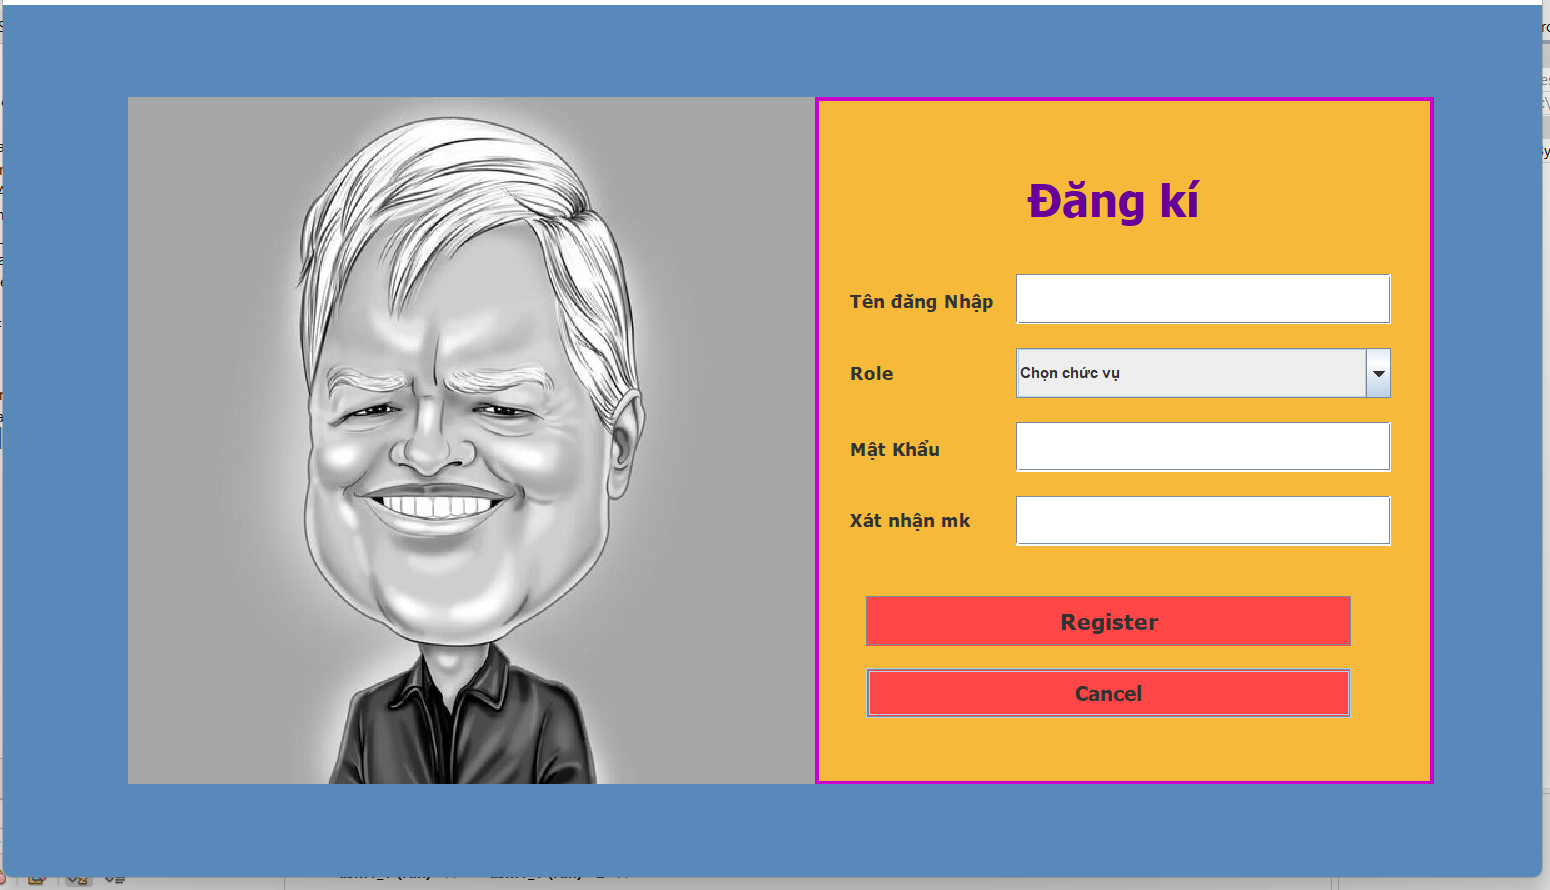 Đăng kí
Tên đăng Nhập
Role
Chọn chức vụ
Mật Khẩu
Xát nhận mk
Register
Cancel